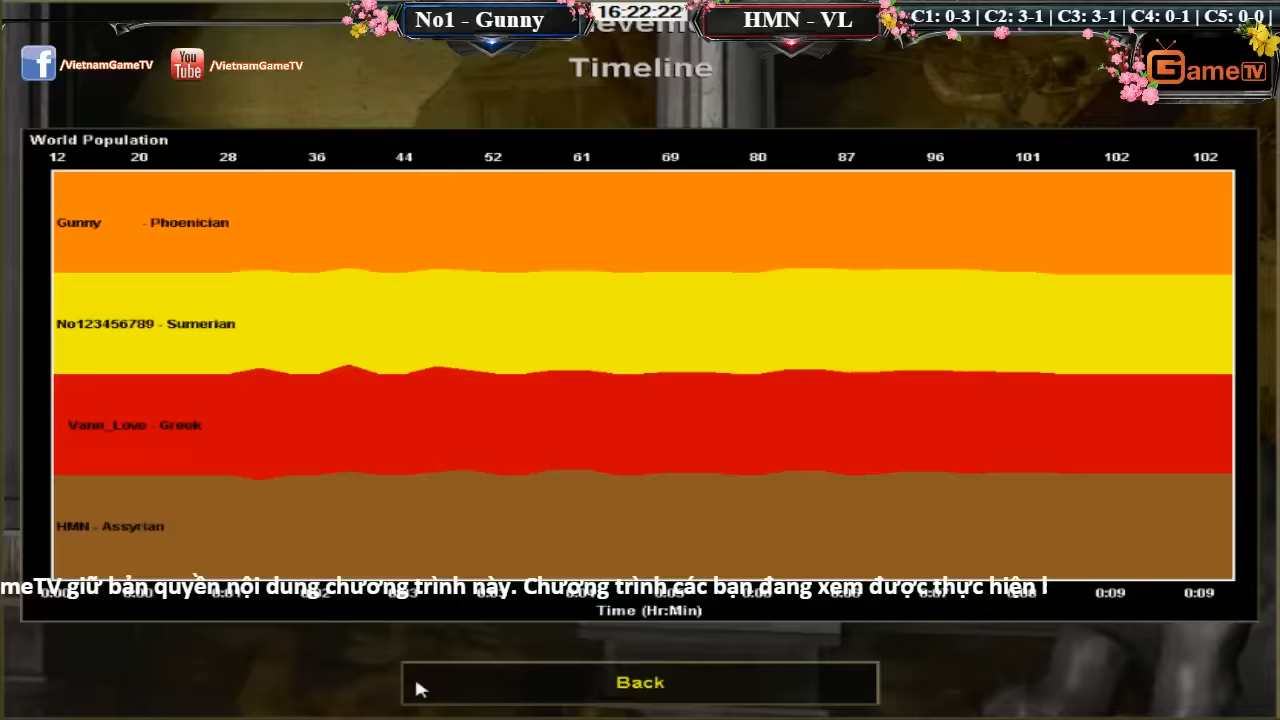 No1 - Gunny
16:22:22
HMN - VL
C1: 0-3 | C2: 3-1 | C3: 3-1 | C4: 0-1 | C5: 0-0 |
/VietnamGameTV
You Tube /VietnamGameTV
GameTV
Timeline
World Population
12 20 28 36 44 52 61 69 80 87 96 101 102 102
Gunny - Phoenician
No123456789 - Sumerian
Vane_Love - Greek
HMN - Assyrian
meTV giữ bản quyền nội dung chương trình này. Chương trình các bạn đang xem được thực hiện
0:09 0:09
Time (Hr:Min)
Back